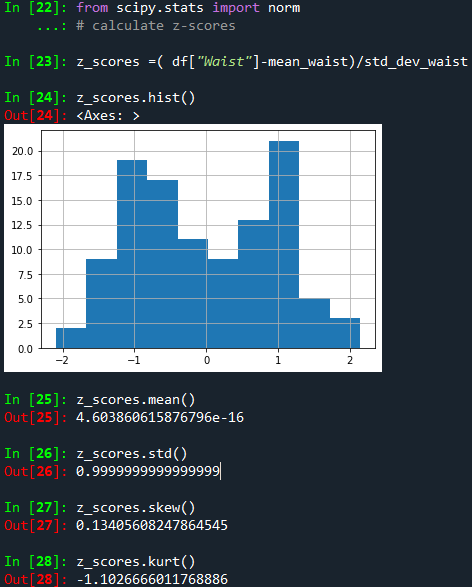 In [22]: from scipy.stats import norm
...: # calculate z-scores
In [23]: z_scores =( df["Waist"]-mean_waist)/std_dev_waist
In [24]: z_scores.hist()
Out[24]: <Axes: >
20.0
17.5
15.0
12.5
10.0
7.5
5.0
2.5
0.0
−2 −1 0 1 2
In [25]: z_scores.mean()
Out[25]: 4.603860615876796e-16
In [26]: z_scores.std()
Out[26]: 0.9999999999999999
In [27]: z_scores.skew()
Out[27]: 0.13405608247864545
In [28]: z_scores.kurt()
Out[28]: -1.1026666011768886